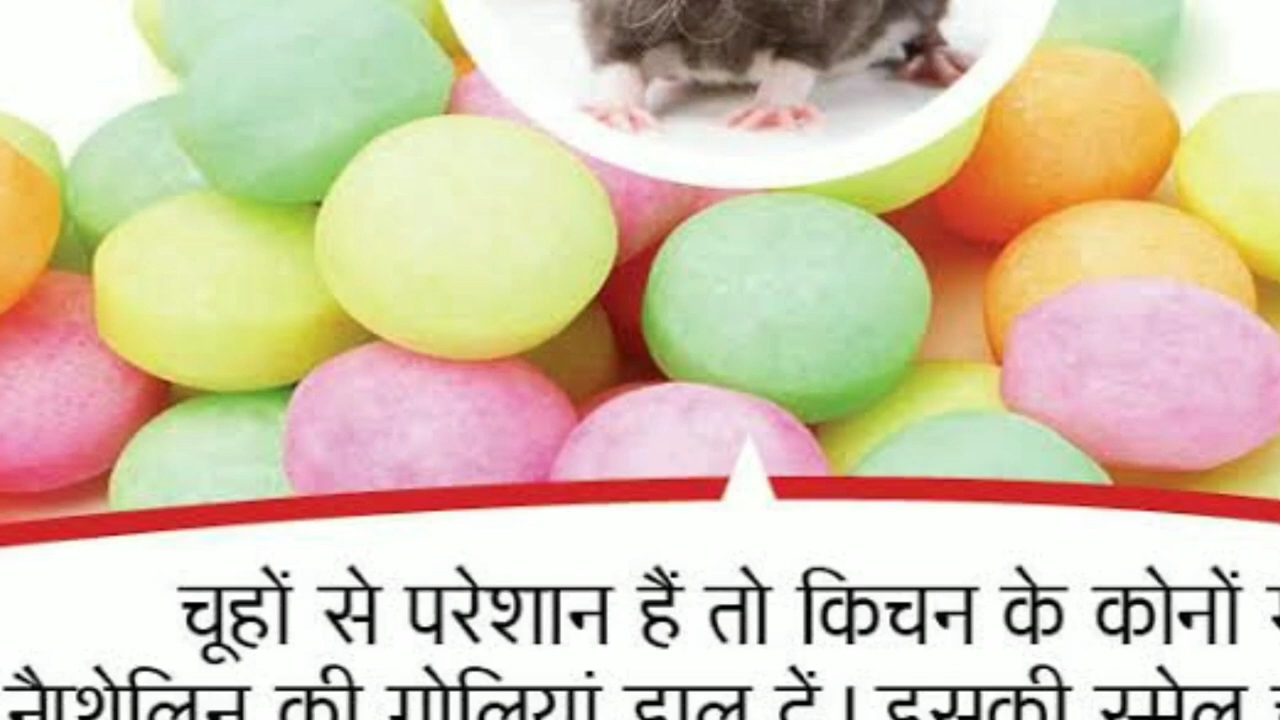 चूहों से परेशान हैं तो किचन के कोनों
नैप्थेलिन की गोलियां डाल दें। इसकी स्मेल